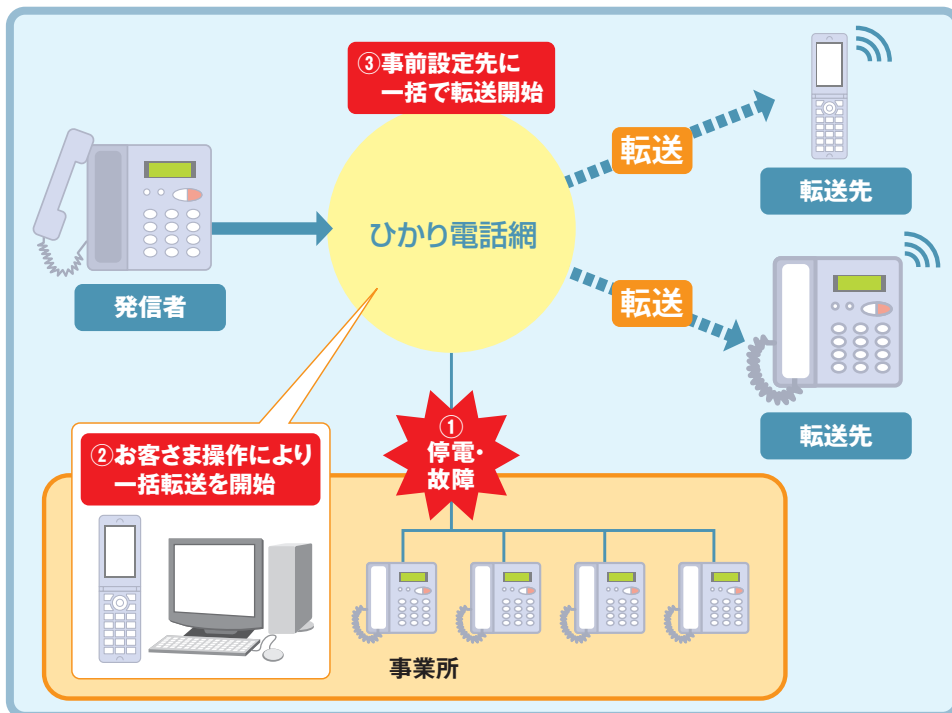 ③事前設定先に
一括で転送開始
転送
転送先
ひかり電話網
発信者
転送
転送先
①
停電・
故障
②お客さま操作により
一括転送を開始
事業所